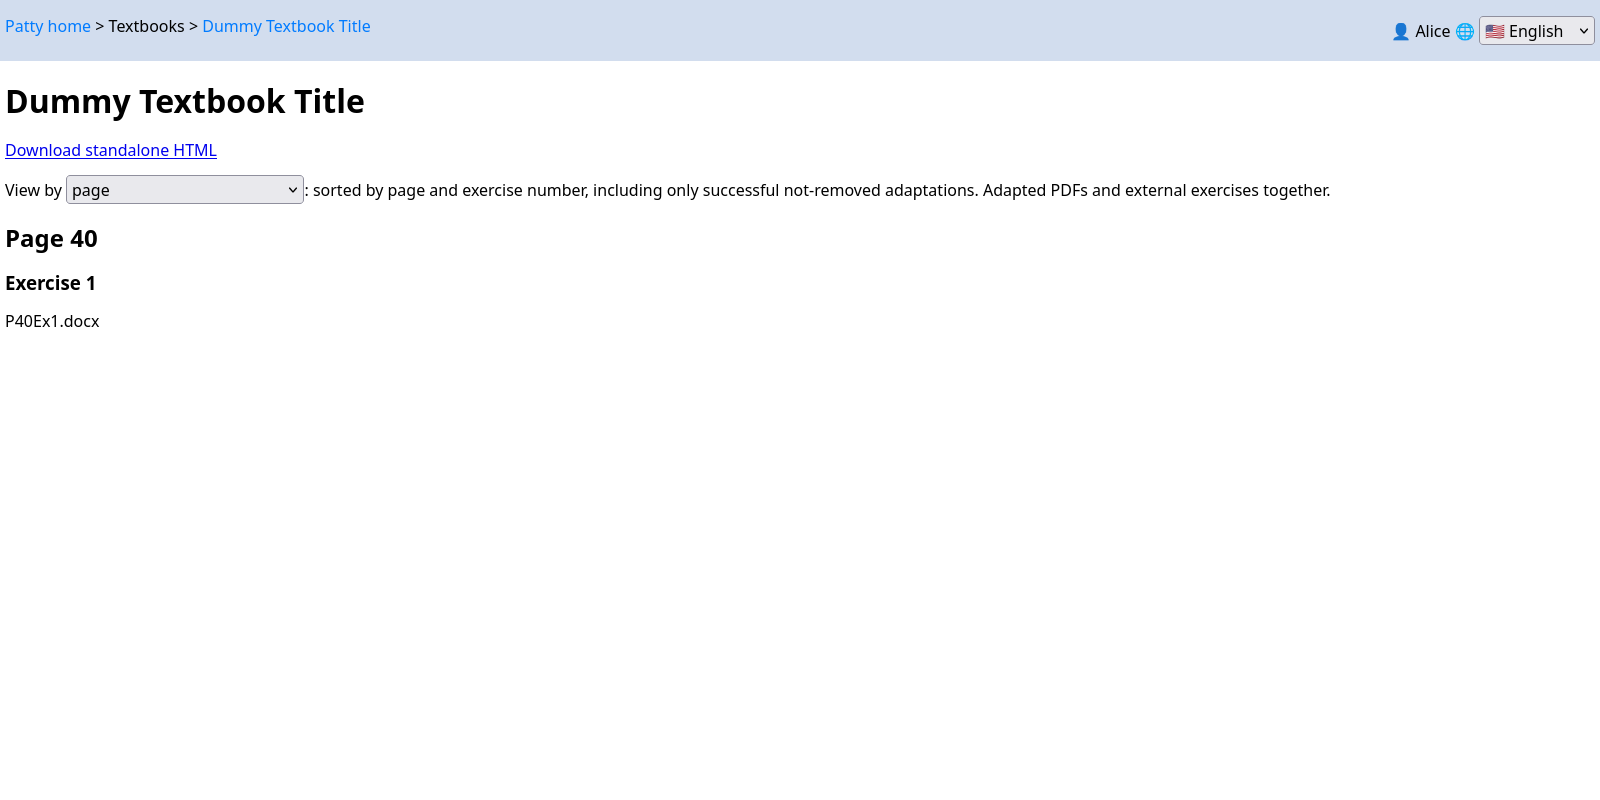 Patty home > Textbooks > Dummy Textbook Title
👤 Alice 🌐 🇺🇸 English
Dummy Textbook Title
Download standalone HTML
View by page : sorted by page and exercise number, including only successful not-removed adaptations. Adapted PDFs and external exercises together.
Page 40
Exercise 1
P40Ex1.docx